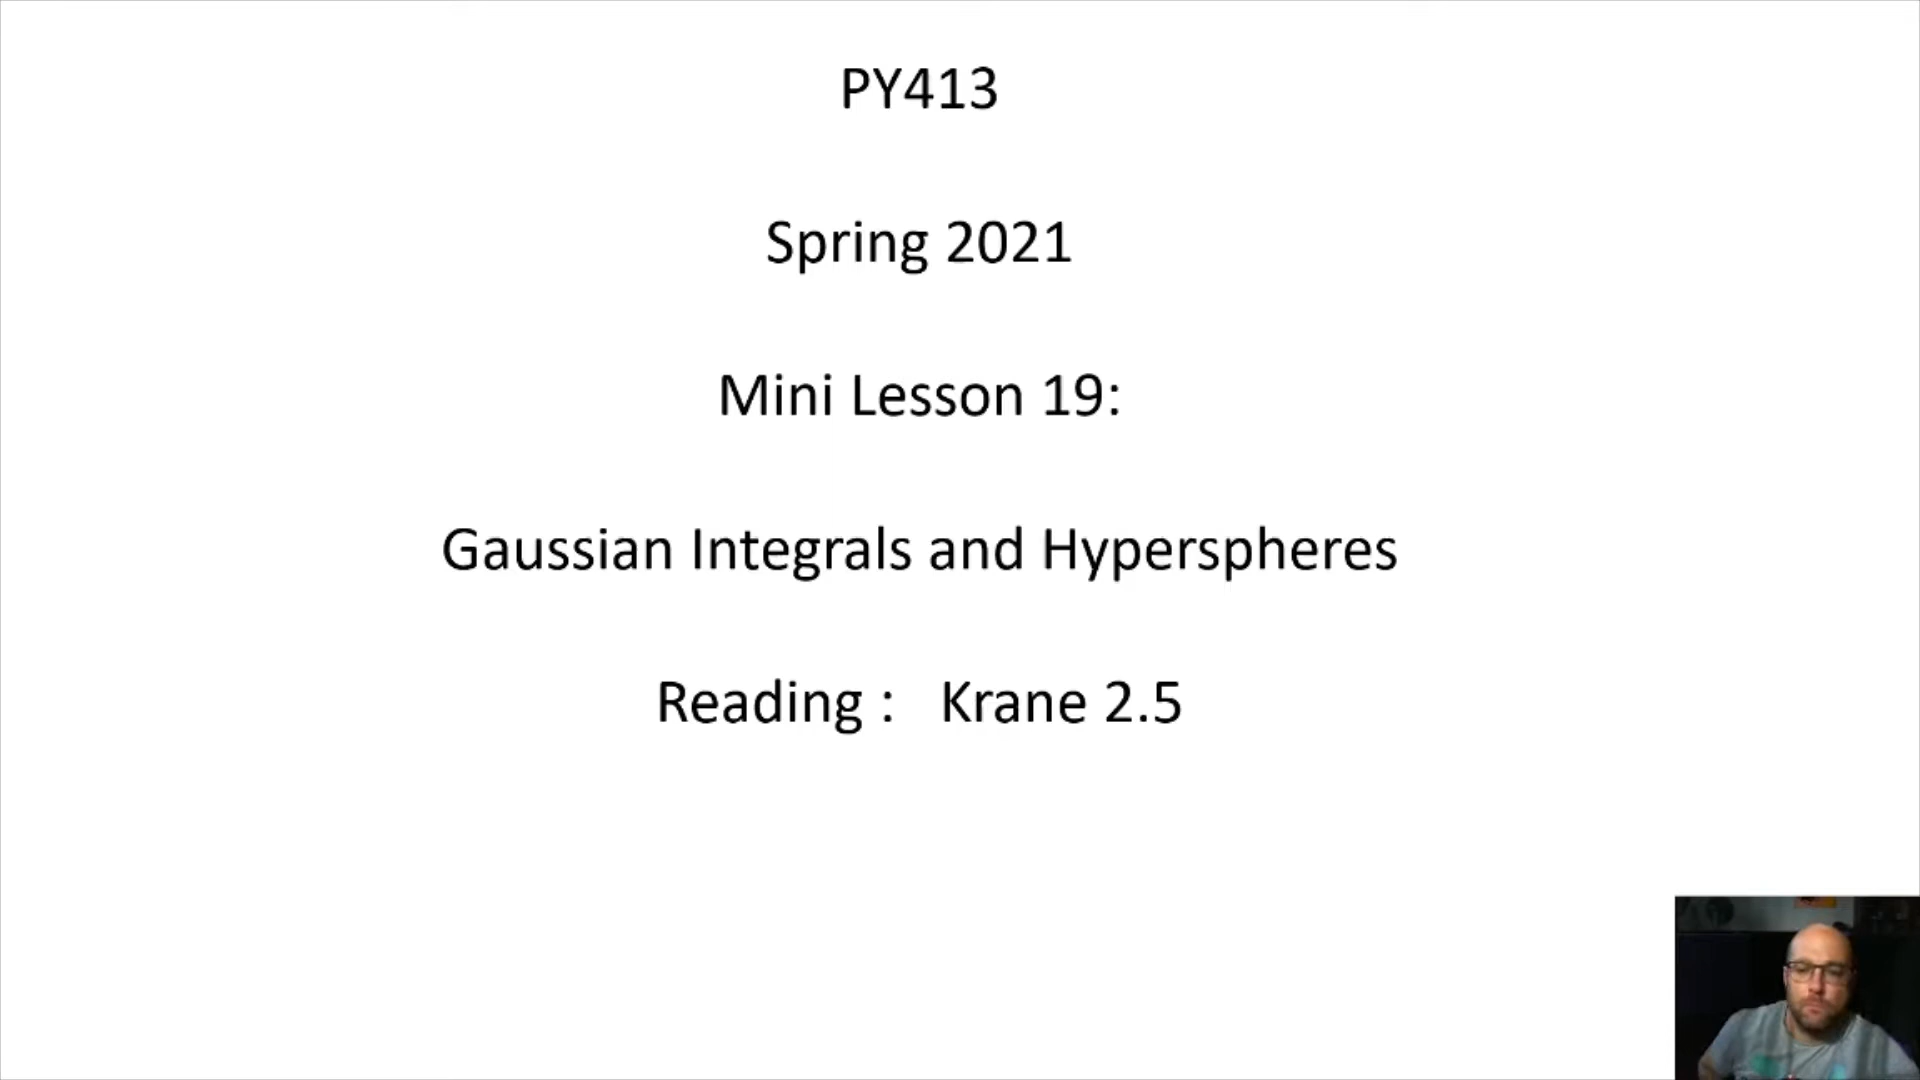 PY413
Spring 2021
Mini Lesson 19:
Gaussian Integrals and Hyperspheres
Reading :   Krane 2.5